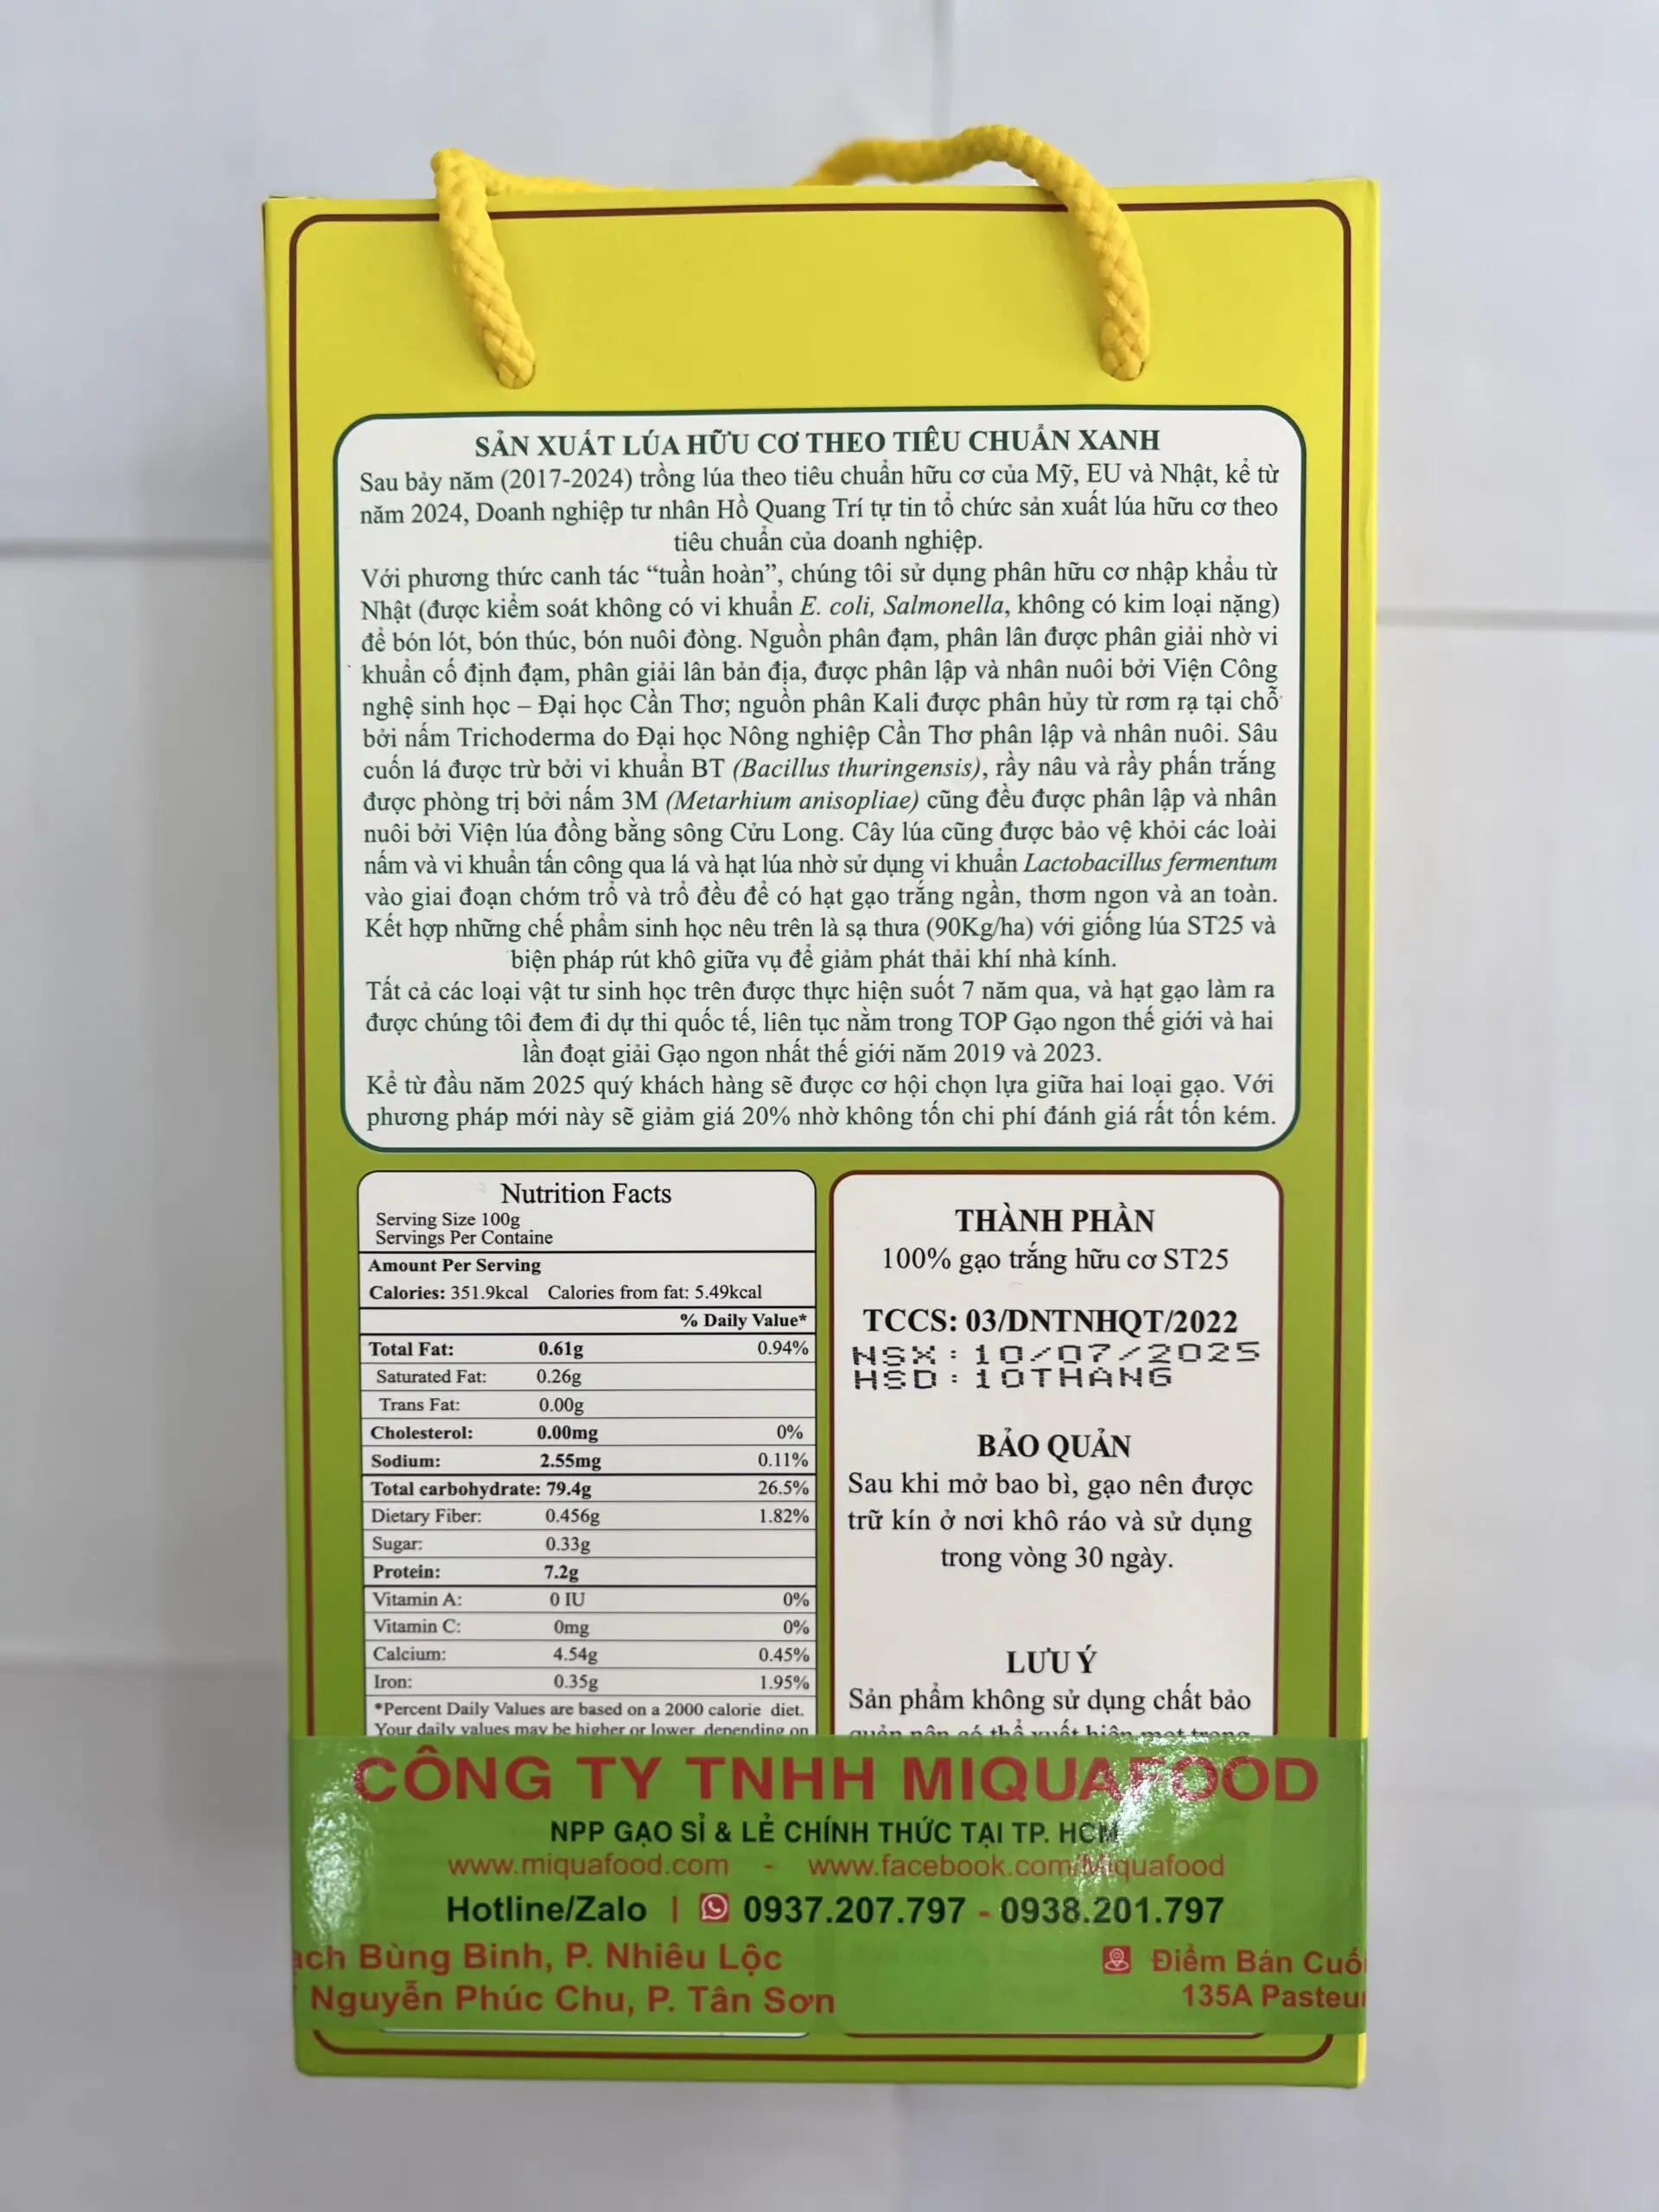 SẢN XUẤT LÚA HỮU CƠ THEO TIÊU CHUẨN XANH
Sau bảy năm (2017-2024) trồng lúa theo tiêu chuẩn hữu cơ của Mỹ, EU và Nhật, kể từ
năm 2024, Doanh nghiệp tư nhân Hồ Quang Trí tự tin tổ chức sản xuất lúa hữu cơ theo
tiêu chuẩn của doanh nghiệp.
Với phương thức canh tác “tuần hoàn”, chúng tôi sử dụng phân hữu cơ nhập khẩu từ
Nhật (được kiểm soát không có vi khuẩn E. coli, Salmonella, không có kim loại nặng)
để bón lót, bón thúc, bón nuôi đòng. Nguồn phân đạm, phân lân được phân giải nhờ vi
khuẩn cố định đạm, phân giải lân bản địa, được phân lập và nhân nuôi bởi Viện Công
nghệ sinh học – Đại học Cần Thơ; nguồn phân Kali được phân hủy từ rơm rạ tại chỗ
bởi nấm Trichoderma do Đại học Nông nghiệp Cần Thơ phân lập và nhân nuôi. Sâu
cuốn lá được trừ bởi vi khuẩn BT (Bacillus thuringensis), rầy nâu và rầy phấn trắng
được phòng trị bởi nấm 3M (Metarhium anisopliae) cũng đều được phân lập và nhân
nuôi bởi Viện lúa đồng bằng sông Cửu Long. Cây lúa cũng được bảo vệ khỏi các loài
nấm và vi khuẩn tấn công qua lá và hạt lúa nhờ sử dụng vi khuẩn Lactobacillus fermentum
vào giai đoạn chớm trổ và trổ đều để có hạt gạo trắng ngần, thơm ngon và an toàn.
Kết hợp những chế phẩm sinh học nêu trên là sạ thưa (90Kg/ha) với giống lúa ST25 và
biện pháp rút khô giữa vụ để giảm phát thải khí nhà kính.
Tất cả các loại vật tư sinh học trên được thực hiện suốt 7 năm qua, và hạt gạo làm ra
được chúng tôi đem đi dự thi quốc tế, liên tục nằm trong TOP Gạo ngon thế giới và hai
lần đoạt giải Gạo ngon nhất thế giới năm 2019 và 2023.
Kể từ đầu năm 2025 quý khách hàng sẽ được cơ hội chọn lựa giữa hai loại gạo. Với
phương pháp mới này sẽ giảm giá 20% nhờ không tốn chi phí đánh giá rất tốn kém.
Nutrition Facts
Serving Size 100g
Servings Per Containe
Amount Per Serving
Calories: 351.9kcal Calories from fat: 5.49kcal
% Daily Value*
Total Fat: 0.61g 0.94%
Saturated Fat: 0.26g
Trans Fat: 0.00g
Cholesterol: 0.00mg 0%
Sodium: 2.55mg 0.11%
Total carbohydrate: 79.4g 26.5%
Dietary Fiber: 0.456g 1.82%
Sugar: 0.33g
Protein: 7.2g
Vitamin A: 0 IU 0%
Vitamin C: 0mg 0%
Calcium: 4.54g 0.45%
Iron: 0.35g 1.95%
*Percent Daily Values are based on a 2000 calorie diet.
Your daily values may be higher or lower depending on
THÀNH PHẦN
100% gạo trắng hữu cơ ST25
TCCS: 03/DNTNHQT/2022
NSX: 10/07/2025
HSD: 10THANG
BẢO QUẢN
Sau khi mở bao bì, gạo nên được
trữ kín ở nơi khô ráo và sử dụng
trong vòng 30 ngày.
LƯU Ý
Sản phẩm không sử dụng chất bảo
quản nên có thể xuất hiện mọt trong
CÔNG TY TNHH MIQUAFOOD
NPP GẠO SỈ & LẺ CHÍNH THỨC TẠI TP. HCM
www.miquafood.com - www.facebook.com/Miquafood
Hotline/Zalo | 0937.207.797 - 0938.201.797
ạch Bùng Binh, P. Nhiêu Lộc
Nguyễn Phúc Chu, P. Tân Sơn
Điểm Bán Cuối
135A Pasteur